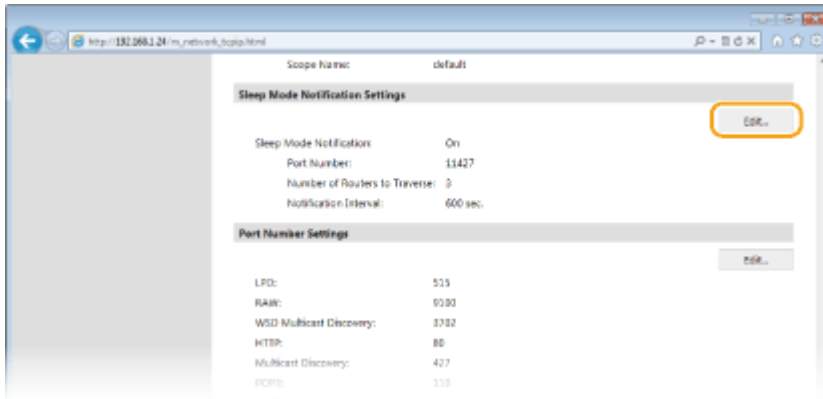 http://192.168.1.24/m_network_tcpip.html
Scope Name: default
Sleep Mode Notification Settings
Edit...
Sleep Mode Notification: On
Port Number: 11427
Number of Routers to Traverse: 3
Notification Interval: 600 sec.
Port Number Settings
Edit...
LPD: 515
RAW: 9100
WSD Multicast Discovery: 3702
HTTP: 80
Multicast Discovery: 427
POP3: 110